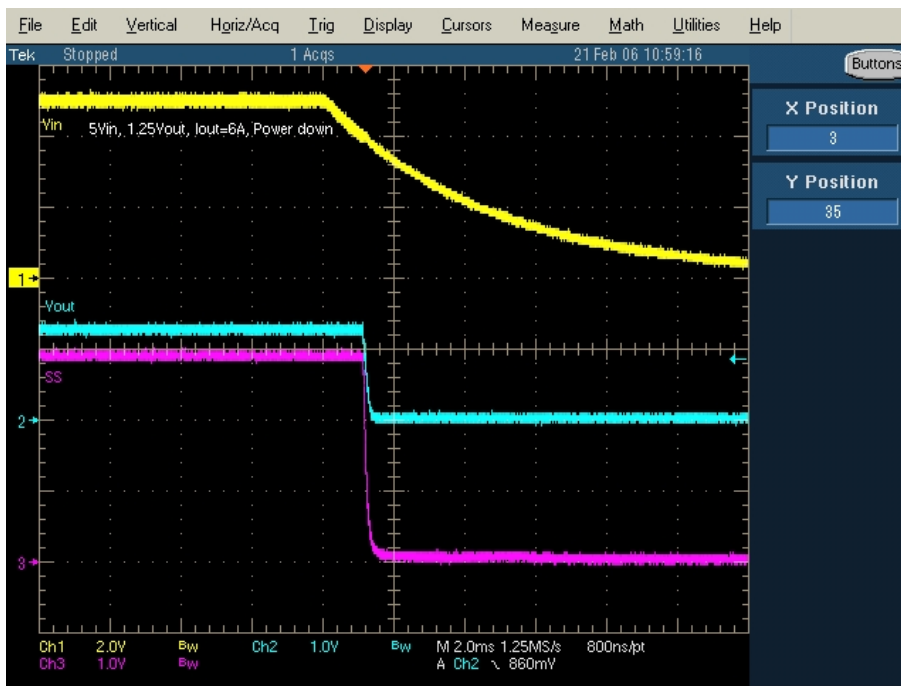 File Edit Vertical Horiz/Acq Trig Display Cursors Measure Math Utilities Help
Tek Stopped 1 Acqs 21 Feb 06 10:59:16
Buttons
X Position
3
Y Position
35
Vin 5Vin, 1.25Vout, Iout=6A, Power down
1
Vout
SS
2
3
Ch1 2.0V Bw Ch2 1.0V Bw M 2.0ms 1.25MS/s 800ns/pt
Ch3 1.0V Bw A Ch2 \ 860mV